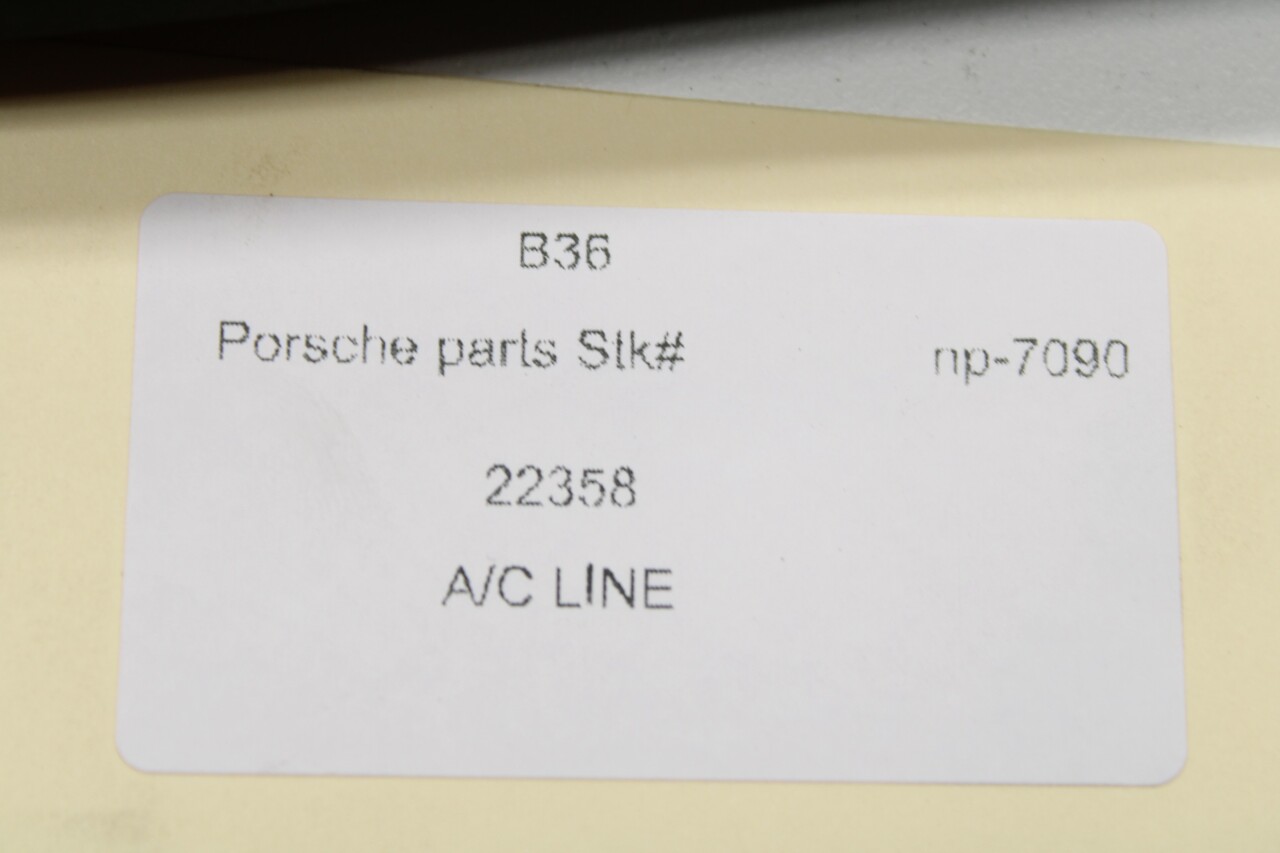 B36
Porsche parts Stk# np-7090
22358
A/C LINE